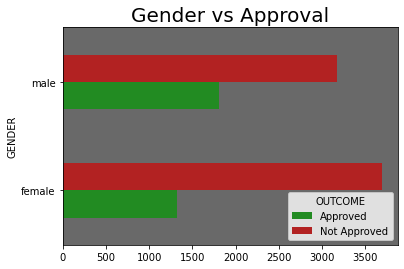 Gender vs Approval
GENDER
male
female
OUTCOME
Approved
Not Approved
0 500 1000 1500 2000 2500 3000 3500